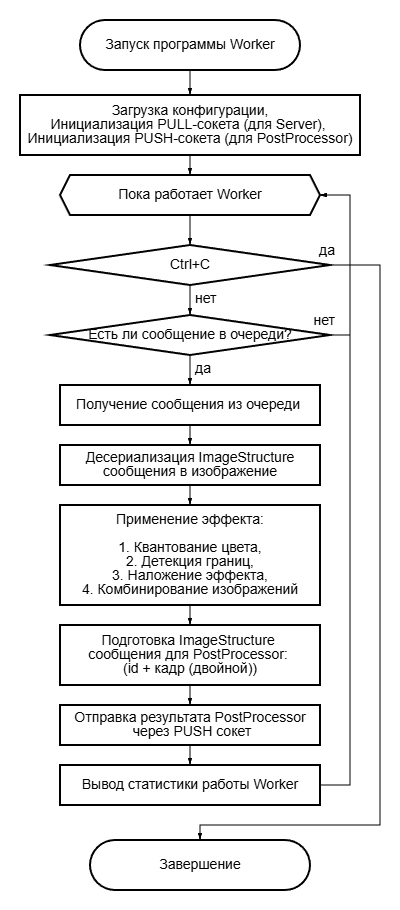 Запуск программы Worker
Загрузка конфигурации,
Инициализация PULL-сокета (для Server),
Инициализация PUSH-сокета (для PostProcessor)
Пока работает Worker
да
Ctrl+C
нет
нет
Есть ли сообщение в очереди?
да
Получение сообщения из очереди
Десериализация ImageStructure
сообщения в изображение
Применение эффекта:
1. Квантование цвета,
2. Детекция границ,
3. Наложение эффекта,
4. Комбинирование изображений
Подготовка ImageStructure
сообщения для PostProcessor:
(id + кадр (двойной))
Отправка результата PostProcessor
через PUSH сокет
Вывод статистики работы Worker
Завершение